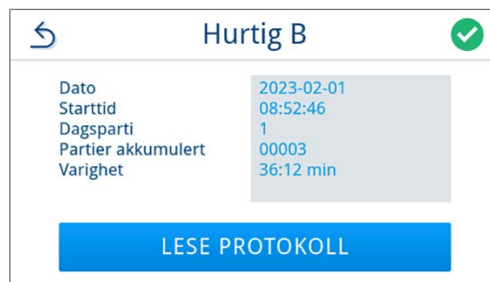 Hurtig B
Dato 2023-02-01
Starttid 08:52:46
Dagsparti 1
Partier akkumulert 00003
Varighet 36:12 min
LESE PROTOKOLL